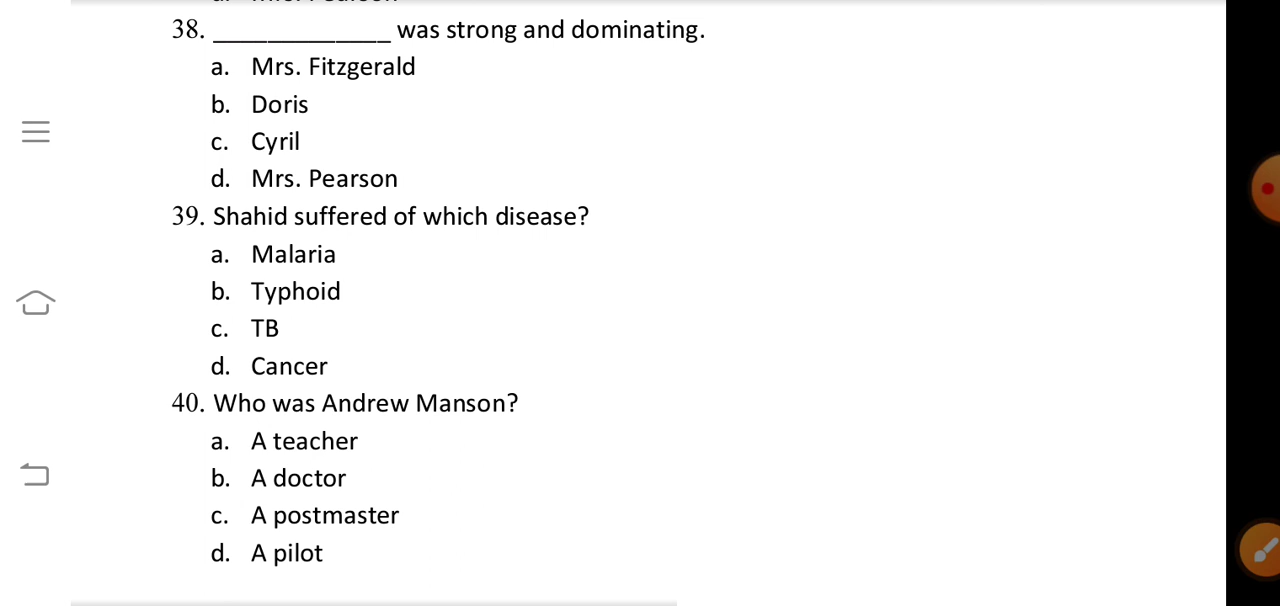 38. _____________ was strong and dominating.
a. Mrs. Fitzgerald
b. Doris
c. Cyril
d. Mrs. Pearson
39. Shahid suffered of which disease?
a. Malaria
b. Typhoid
c. TB
d. Cancer
40. Who was Andrew Manson?
a. A teacher
b. A doctor
c. A postmaster
d. A pilot